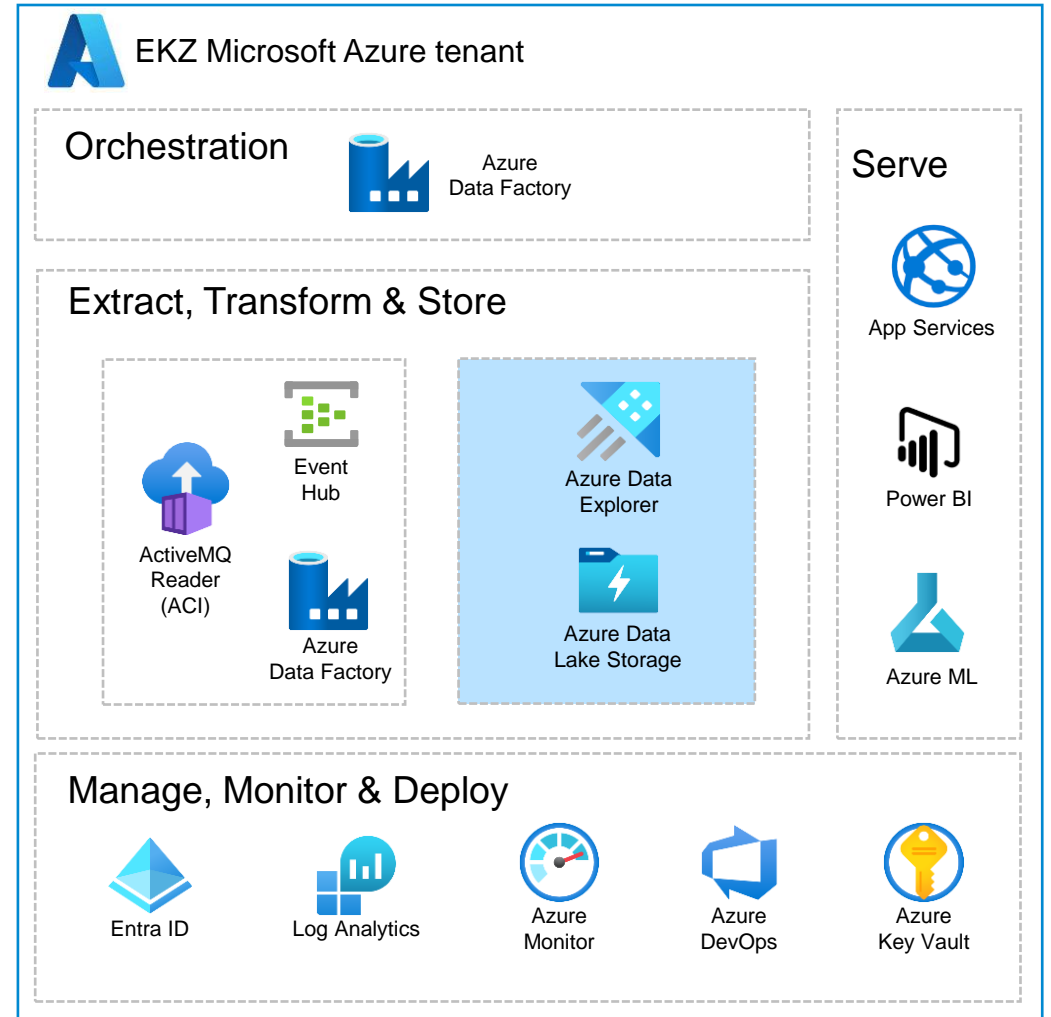 EKZ Microsoft Azure tenant
Orchestration
Azure
Data Factory
Serve
App Services
Power BI
Azure ML
Extract, Transform & Store
ActiveMQ
Reader
(ACI)
Event
Hub
Azure
Data Factory
Azure Data
Explorer
Azure Data
Lake Storage
Manage, Monitor & Deploy
Entra ID
Log Analytics
Azure
Monitor
Azure
DevOps
Azure
Key Vault